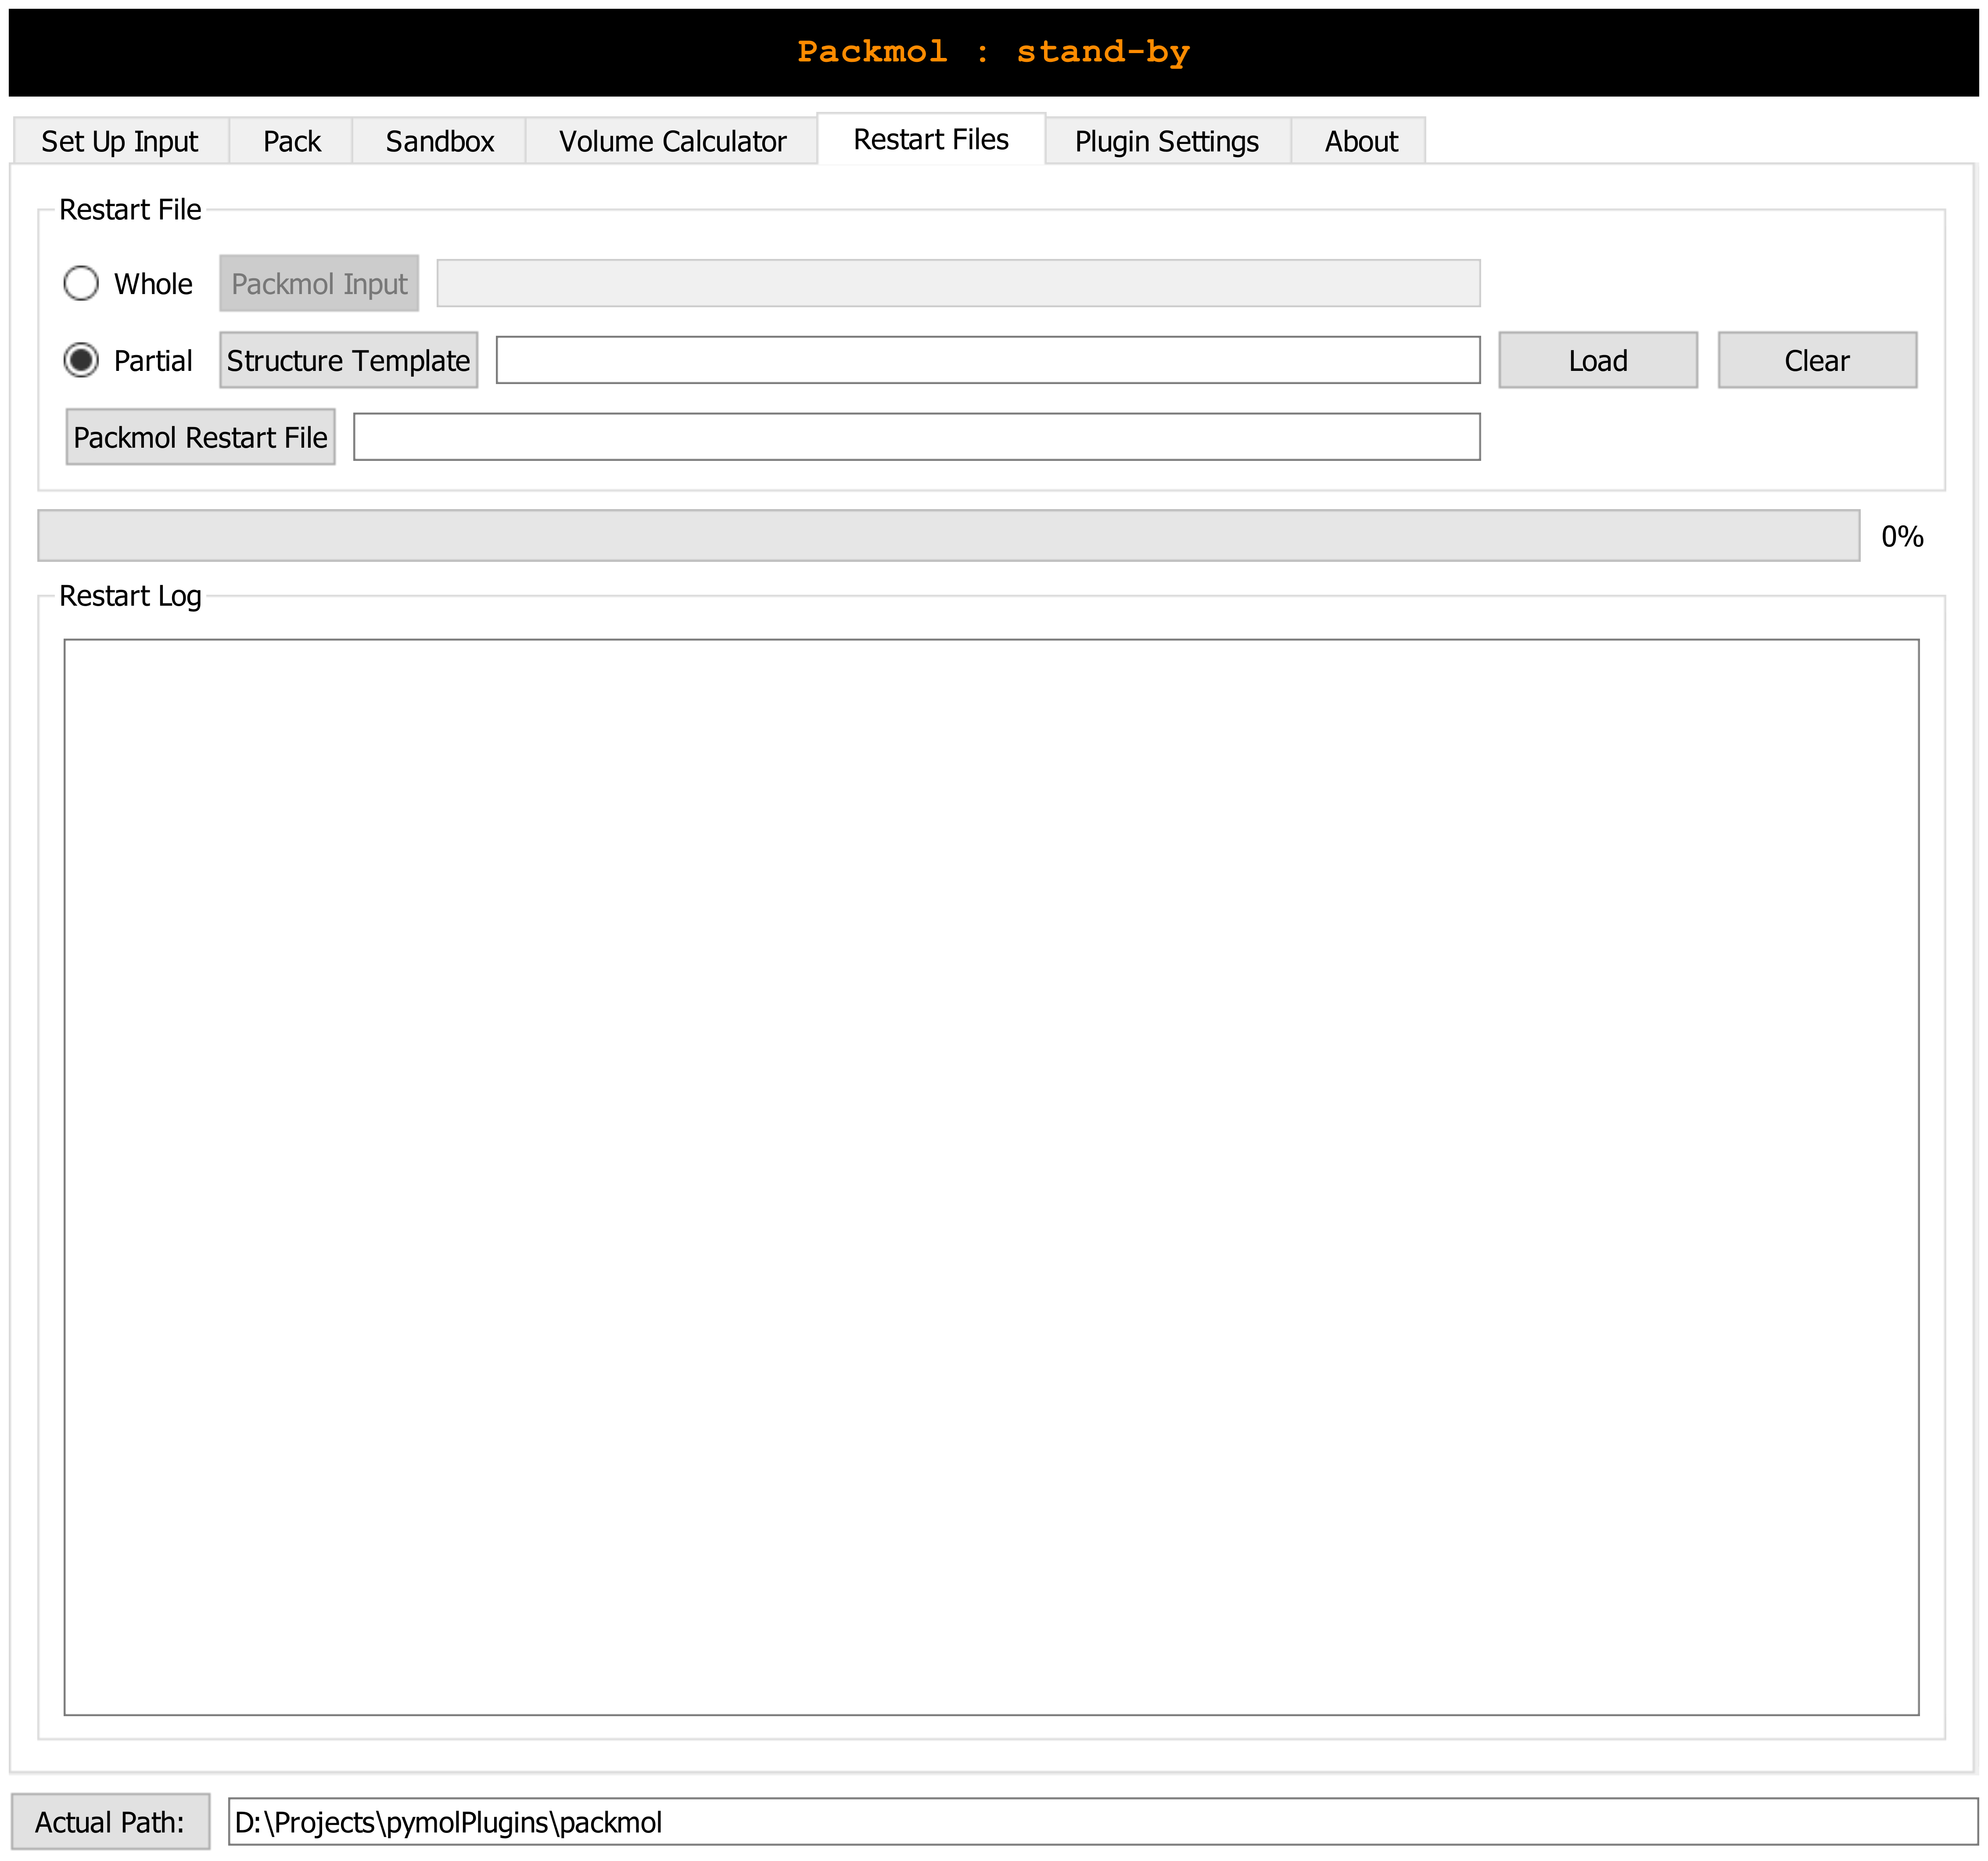 Packmol : stand-by
Set Up Input Pack Sandbox Volume Calculator Restart Files Plugin Settings About
Restart File
Whole Packmol Input
Partial Structure Template Load Clear
Packmol Restart File
0%
Restart Log
Actual Path: D:\Projects\pymolPlugins\packmol